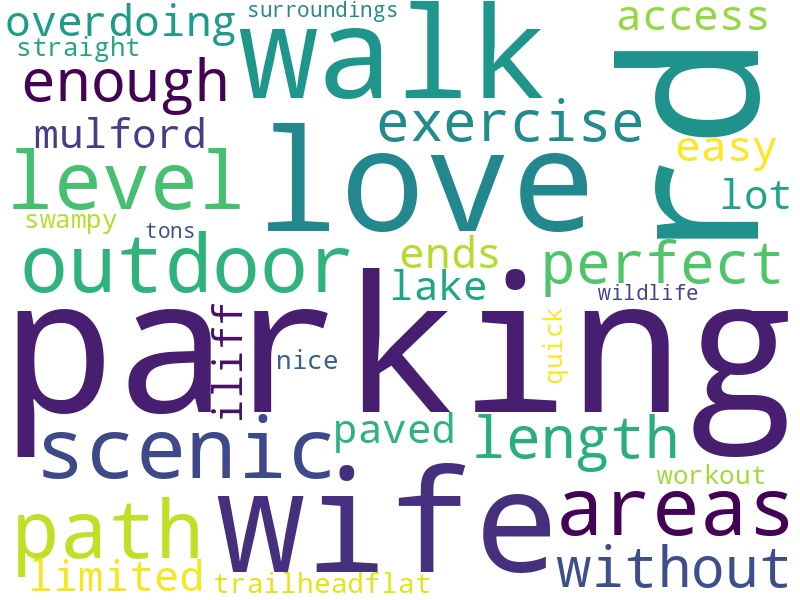 overdoing
surroundings
access
straight
walk
rd
enough
exercise
mulford
love
easy
level
lot
swampy
tons
outdoor
ends
perfect
lake
wildlife
parking
iliff
nice
quick
scenic
paved
length
wife
workout
areas
path
without
limited
trailheadflat